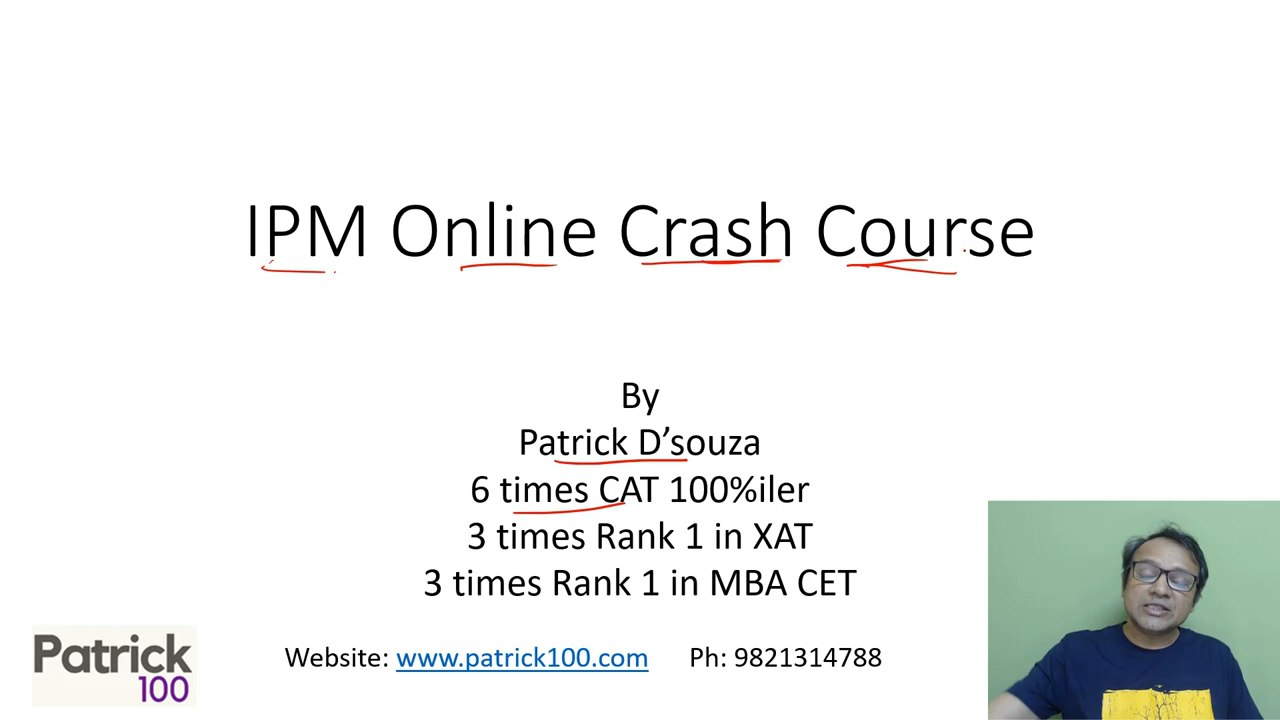 IPM Online Crash Course
By
Patrick D’souza
6 times CAT 100%iler
3 times Rank 1 in XAT
3 times Rank 1 in MBA CET
Patrick
100
Website: www.patrick100.com Ph: 9821314788